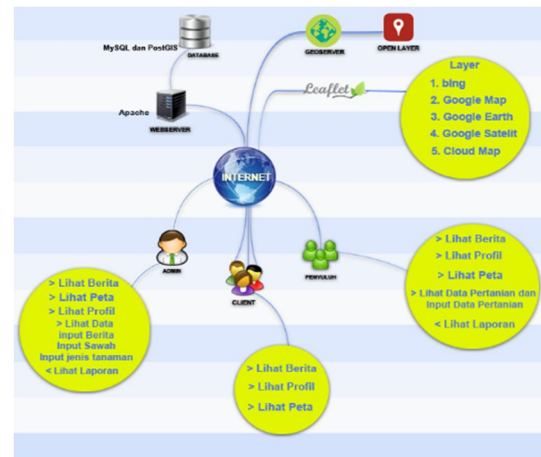 MySQL dan PostGIS
DATABASE
GEOSERVER
OPEN LAYER
Apache
WEBSERVER
Leaflet
Layer
1. bing
2. Google Map
3. Google Earth
4. Google Satelit
5. Cloud Map
INTERNET
ADMIN
CLIENT
PENYULUH
> Lihat Berita
> Lihat Peta
> Lihat Profil
> Lihat Data
input Berita
Input Sawah
Input jenis tanaman
< Lihat Laporan
> Lihat Berita
> Lihat Profil
> Lihat Peta
> Lihat Berita
> Lihat Profil
> Lihat Peta
> Lihat Data Pertanian dan
Input Data Pertanian
< Lihat Laporan